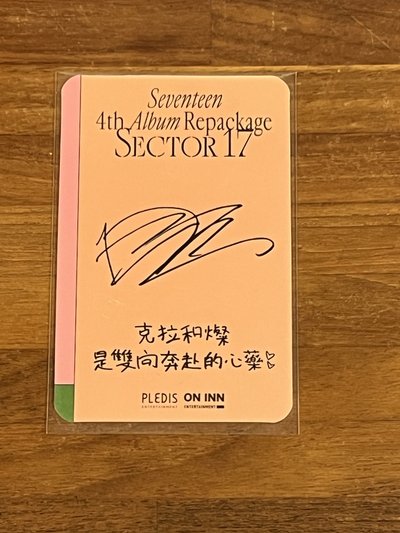 Seventeen
4th Album Repackage
SECTOR 17
克拉和燦
是雙向奔赴的心藥
PLEDIS ON INN
ENTERTAINMENT ENTERTAINMENT